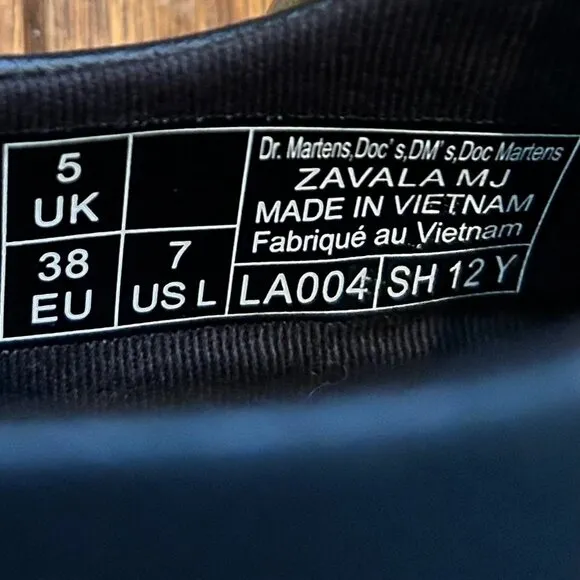 5
UK
38
EU
7
US L
Dr. Martens,Doc's,DM's,Doc Martens
ZAVALA MJ
MADE IN VIETNAM
Fabriqué au Vietnam
LA004
SH 12 Y